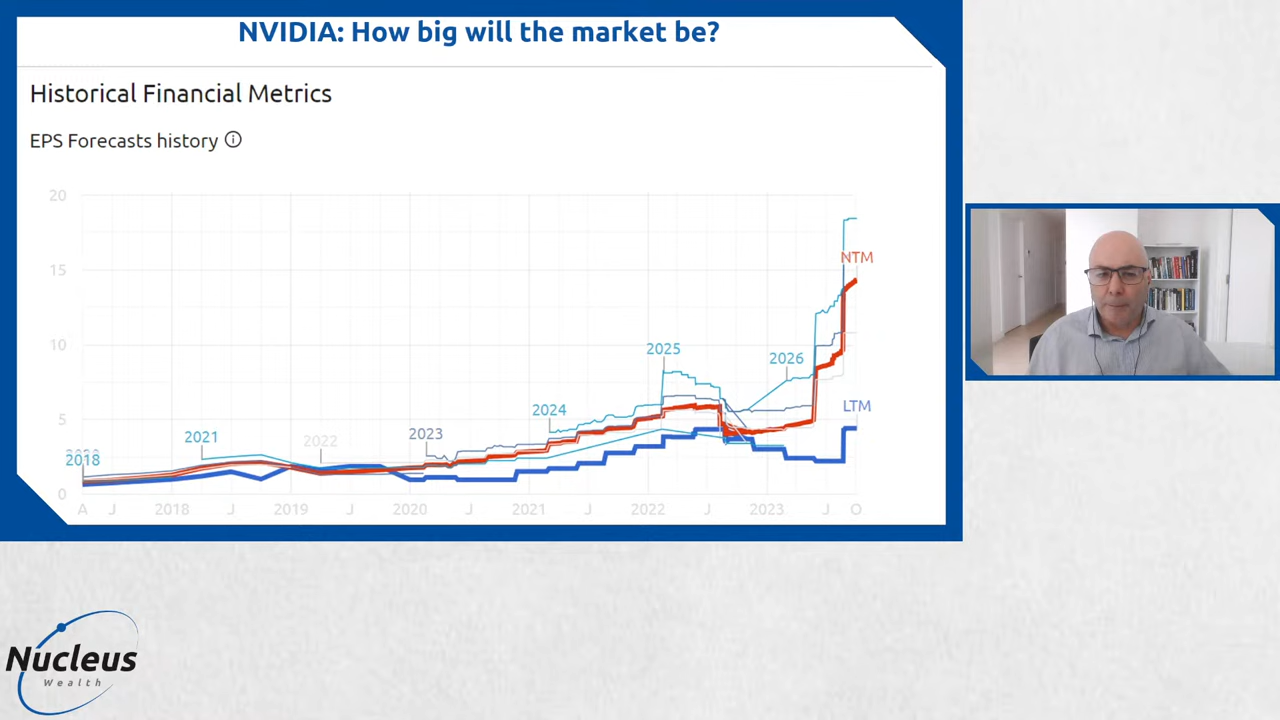 NVIDIA: How big will the market be?
Historical Financial Metrics
EPS Forecasts history
20
15
10
5
0
NTM
LTM
2025
2026
2024
2023
2022
2021
2018
A J 2018 J 2019 J 2020 J 2021 J 2022 J 2023 J O
Nucleus
Wealth